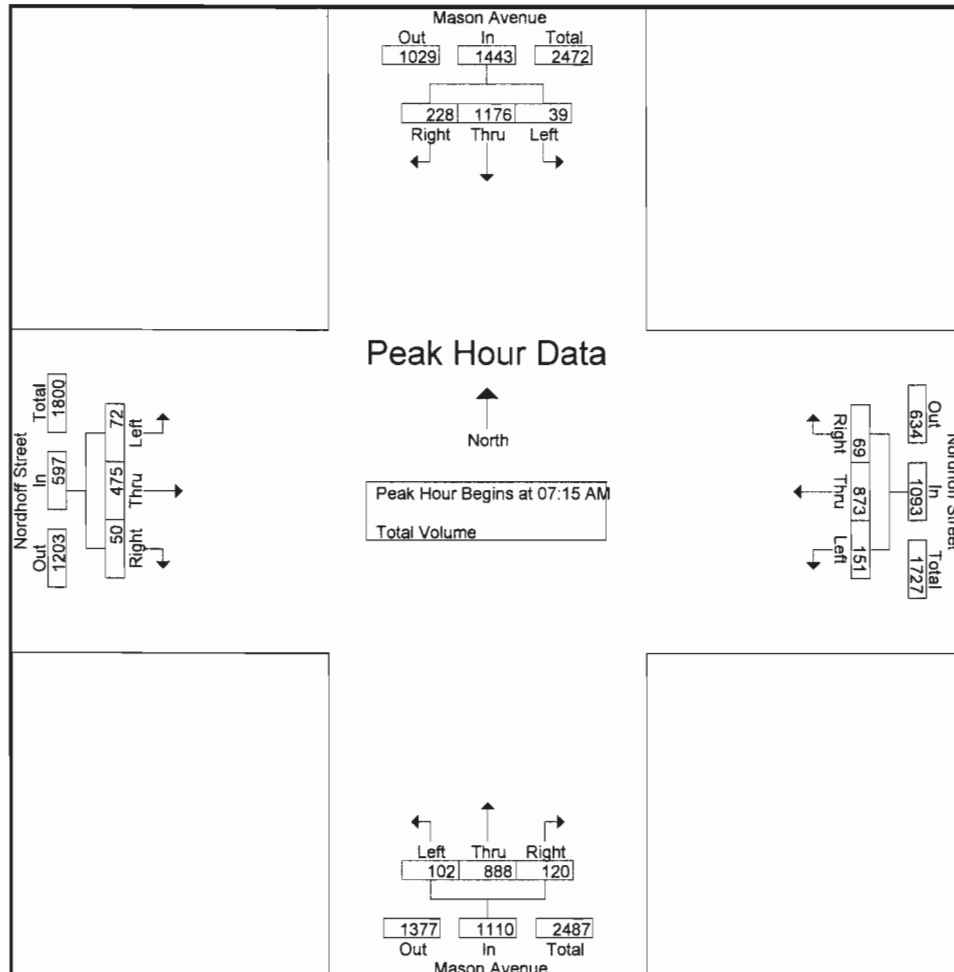 Mason Avenue
Out In Total
1029 1443 2472
228 1176 39
Right Thru Left
Peak Hour Data
North
Peak Hour Begins at 07:15 AM
Total Volume
Nordhoff Street
Out In Total
1203 597 1800
Left Thru Right
72 475 50
Nordhoff Street
Out In Total
634 1093 1727
Right Thru Left
69 873 151
Left Thru Right
102 888 120
1377 1110 2487
Out In Total
Mason Avenue